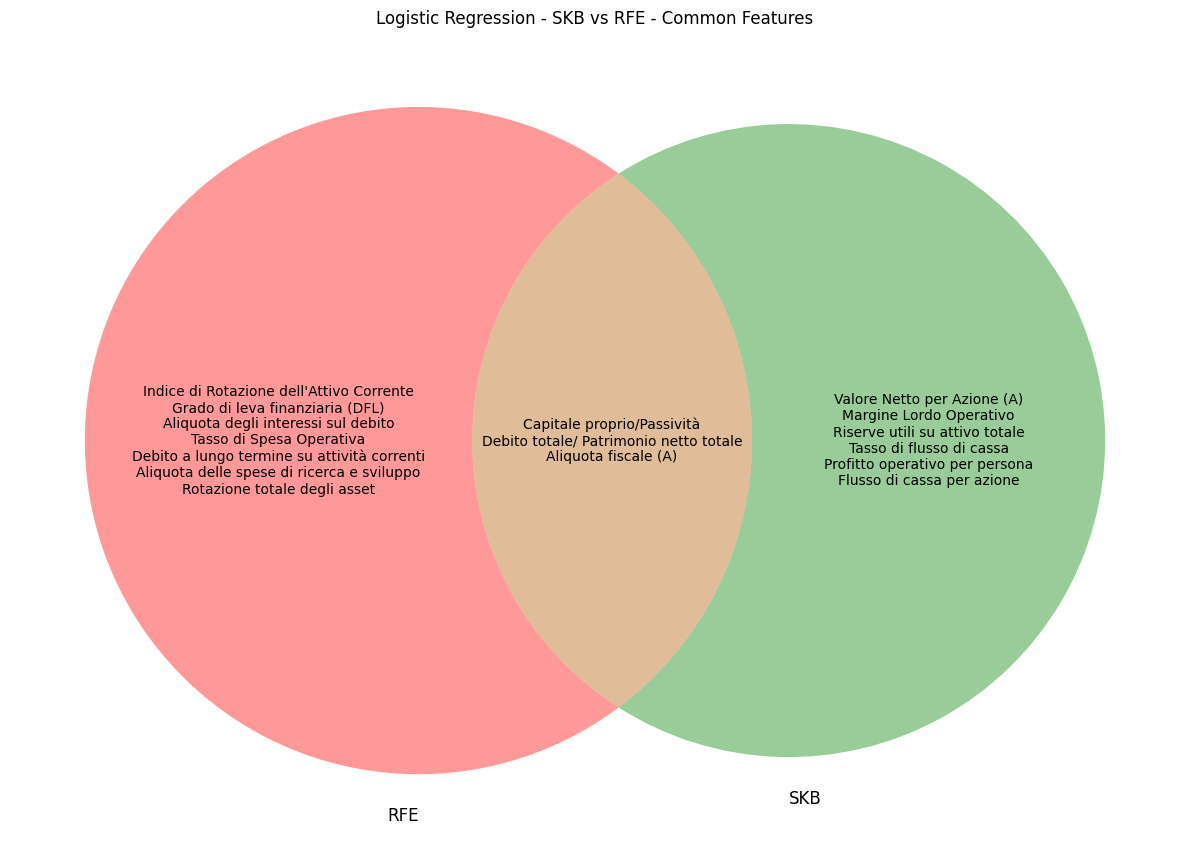 Logistic Regression - SKB vs RFE - Common Features
Indice di Rotazione dell'Attivo Corrente
Grado di leva finanziaria (DFL)
Aliquota degli interessi sul debito
Tasso di Spesa Operativa
Debito a lungo termine su attività correnti
Aliquota delle spese di ricerca e sviluppo
Rotazione totale degli asset
Capitale proprio/Passività
Debito totale/ Patrimonio netto totale
Aliquota fiscale (A)
Valore Netto per Azione (A)
Margine Lordo Operativo
Riserve utili su attivo totale
Tasso di flusso di cassa
Profitto operativo per persona
Flusso di cassa per azione
RFE
SKB